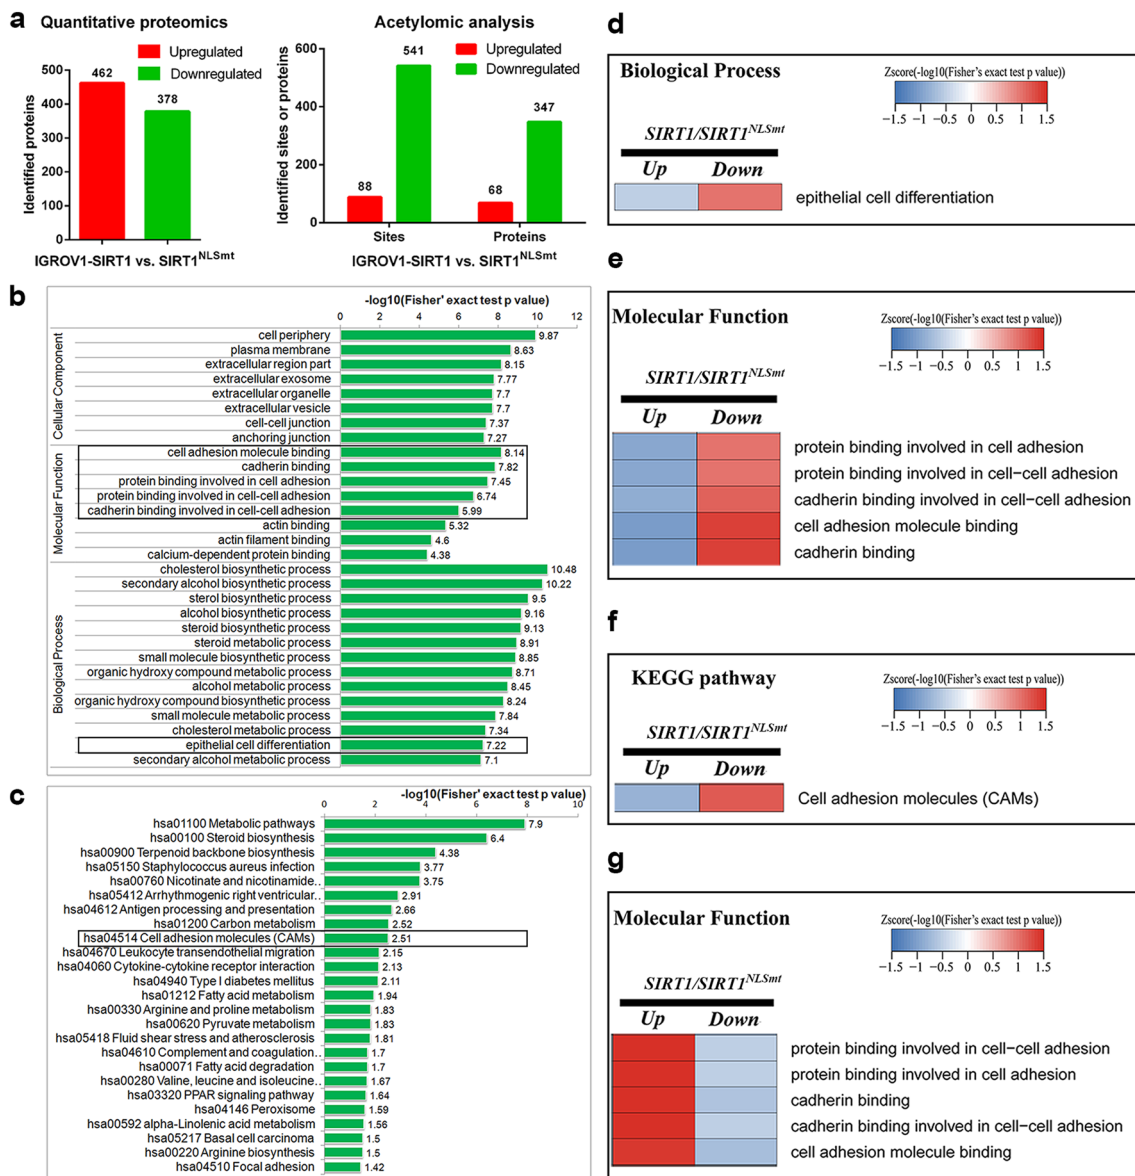 a
Quantitative proteomics
Upregulated
Downregulated
Identified proteins
500
400
300
200
100
0
462
378
IGROV1-SIRT1 vs. SIRT1NLSmt
Acetylomic analysis
Upregulated
Downregulated
Identified sites or proteins
600
400
200
0
88
541
68
347
Sites
Proteins
IGROV1-SIRT1 vs. SIRT1NLSmt
b
-log10(Fisher' exact test p value)
0 2 4 6 8 10 12
Cellular Component
cell periphery 9.87
plasma membrane 8.63
extracellular region part 8.15
extracellular exosome 7.77
extracellular organelle 7.7
extracellular vesicle 7.7
cell-cell junction 7.37
anchoring junction 7.27
Molecular Function
cell adhesion molecule binding 8.14
cadherin binding 7.82
protein binding involved in cell adhesion 7.45
protein binding involved in cell-cell adhesion 6.74
cadherin binding involved in cell-cell adhesion 5.99
actin binding 5.32
actin filament binding 4.6
calcium-dependent protein binding 4.38
Biological Process
cholesterol biosynthetic process 10.48
secondary alcohol biosynthetic process 10.22
sterol biosynthetic process 9.5
alcohol biosynthetic process 9.16
steroid biosynthetic process 9.13
steroid metabolic process 8.91
small molecule biosynthetic process 8.85
organic hydroxy compound metabolic process 8.71
alcohol metabolic process 8.45
organic hydroxy compound biosynthetic process 8.24
small molecule metabolic process 7.84
cholesterol metabolic process 7.34
epithelial cell differentiation 7.22
secondary alcohol metabolic process 7.1
c
-log10(Fisher' exact test p value)
0 2 4 6 8 10
hsa01100 Metabolic pathways 7.9
hsa00100 Steroid biosynthesis 6.4
hsa00900 Terpenoid backbone biosynthesis 4.38
hsa05150 Staphylococcus aureus infection 3.77
hsa00760 Nicotinate and nicotinamide.. 3.75
hsa05412 Arrhythmogenic right ventricular.. 2.91
hsa04612 Antigen processing and presentation 2.66
hsa01200 Carbon metabolism 2.52
hsa04514 Cell adhesion molecules (CAMs) 2.51
hsa04670 Leukocyte transendothelial migration 2.15
hsa04060 Cytokine-cytokine receptor interaction 2.13
hsa04940 Type I diabetes mellitus 2.11
hsa01212 Fatty acid metabolism 1.94
hsa00330 Arginine and proline metabolism 1.83
hsa00620 Pyruvate metabolism 1.83
hsa05418 Fluid shear stress and atherosclerosis 1.81
hsa04610 Complement and coagulation.. 1.7
hsa00071 Fatty acid degradation 1.7
hsa00280 Valine, leucine and isoleucine.. 1.67
hsa03320 PPAR signaling pathway 1.64
hsa04146 Peroxisome 1.59
hsa00592 alpha-Linolenic acid metabolism 1.56
hsa05217 Basal cell carcinoma 1.5
hsa00220 Arginine biosynthesis 1.5
hsa04510 Focal adhesion 1.42
d
Biological Process
Zscore(-log10(Fisher's exact test p value))
−1.5 −1 −0.5 0 0.5 1 1.5
SIRT1/SIRT1NLSmt
Up Down
epithelial cell differentiation
e
Molecular Function
Zscore(-log10(Fisher's exact test p value))
−1.5 −1 −0.5 0 0.5 1 1.5
SIRT1/SIRT1NLSmt
Up Down
protein binding involved in cell adhesion
protein binding involved in cell−cell adhesion
cadherin binding involved in cell−cell adhesion
cell adhesion molecule binding
cadherin binding
f
KEGG pathway
Zscore(-log10(Fisher's exact test p value))
−1.5 −1 −0.5 0 0.5 1 1.5
SIRT1/SIRT1NLSmt
Up Down
Cell adhesion molecules (CAMs)
g
Molecular Function
Zscore(-log10(Fisher's exact test p value))
−1.5 −1 −0.5 0 0.5 1 1.5
SIRT1/SIRT1NLSmt
Up Down
protein binding involved in cell−cell adhesion
protein binding involved in cell adhesion
cadherin binding
cadherin binding involved in cell−cell adhesion
cell adhesion molecule binding